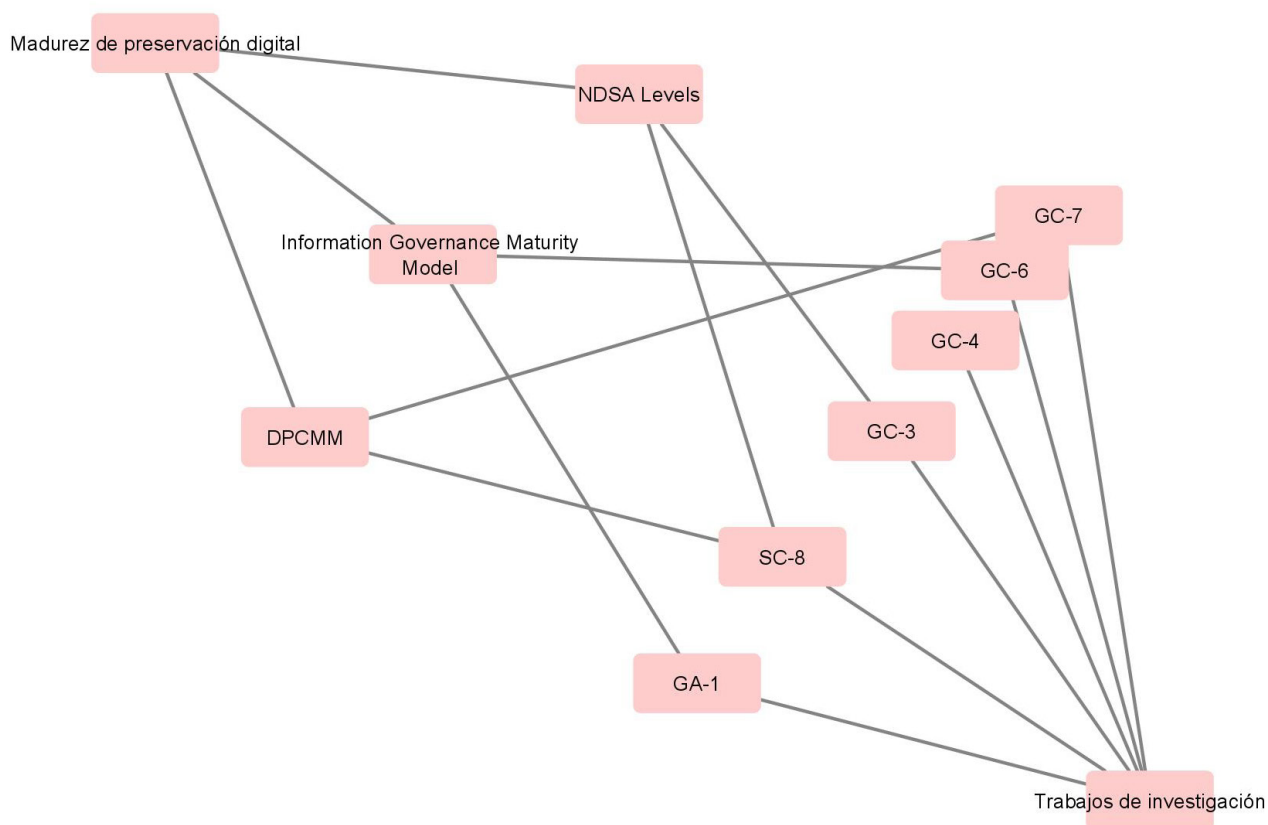 Madurez de preservación digital
NDSA Levels
GC-7
Information Governance Maturity
Model
GC-6
GC-4
GC-3
DPCMM
SC-8
GA-1
Trabajos de investigación